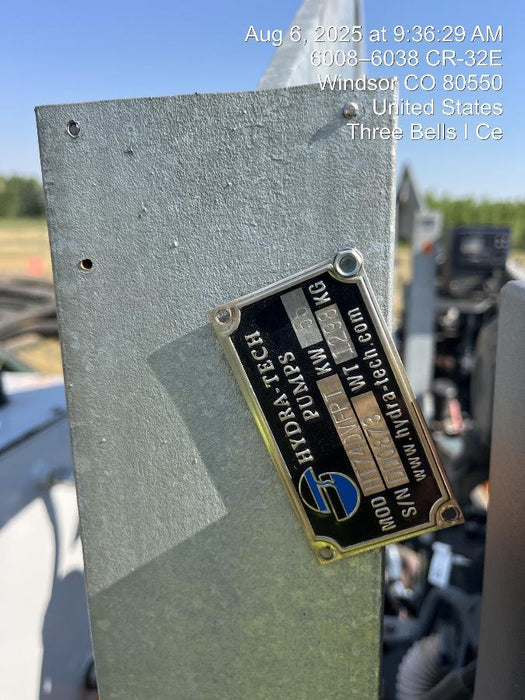 Aug 6, 2025 at 9:36:29 AM
6008–6038 CR-32E
Windsor CO 80550
United States
Three Bells I Ce
HYDRA-TECH
PUMPS
MOD KW
S/N WT 1298 KG
www.hydra-tech.com